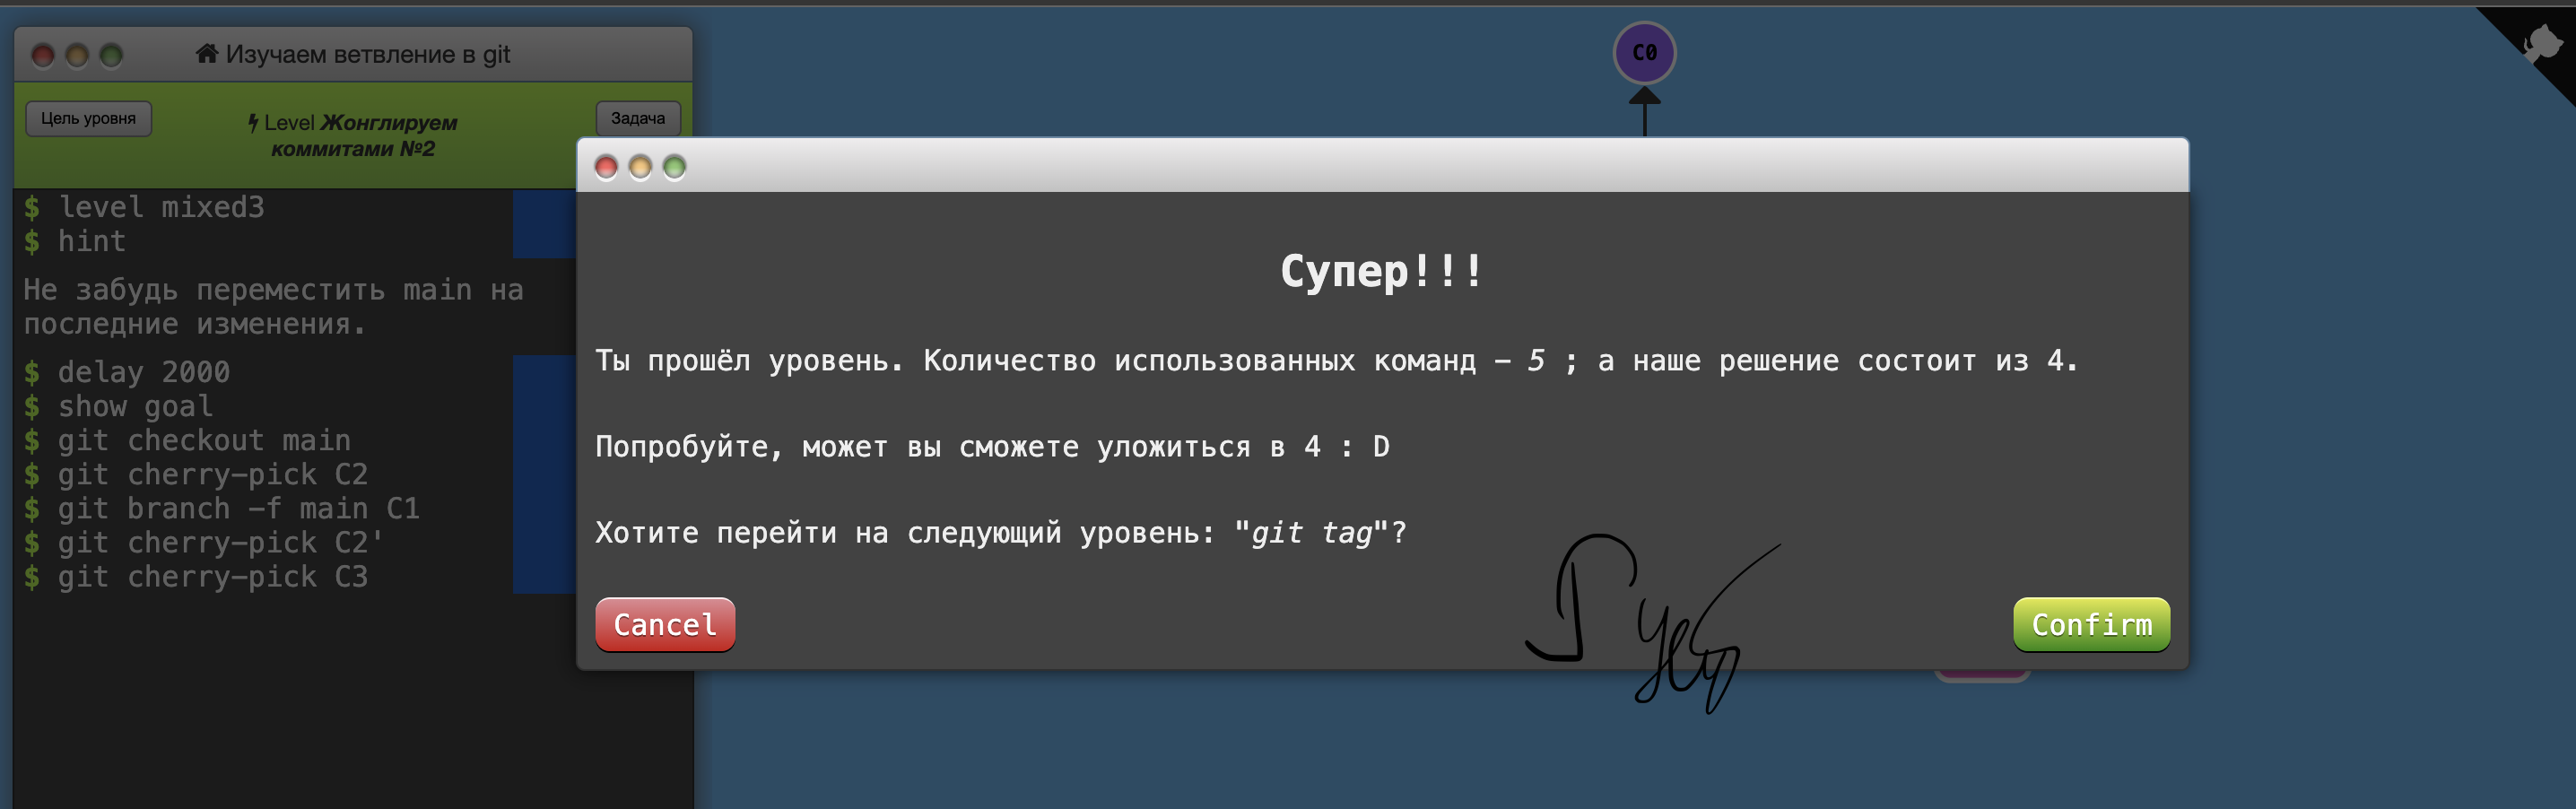 Изучаем ветвление в git
Цель уровня
Level Жонглируем
коммитами №2
Задача
$ level mixed3
$ hint
Не забудь переместить main на
последние изменения.
$ delay 2000
$ show goal
$ git checkout main
$ git cherry-pick C2
$ git branch -f main C1
$ git cherry-pick C2'
$ git cherry-pick C3
C0
Супер!!!
Ты прошёл уровень. Количество использованных команд - 5 ; а наше решение состоит из 4.
Попробуйте, может вы сможете уложиться в 4 : D
Хотите перейти на следующий уровень: "git tag"?
Cancel
Confirm